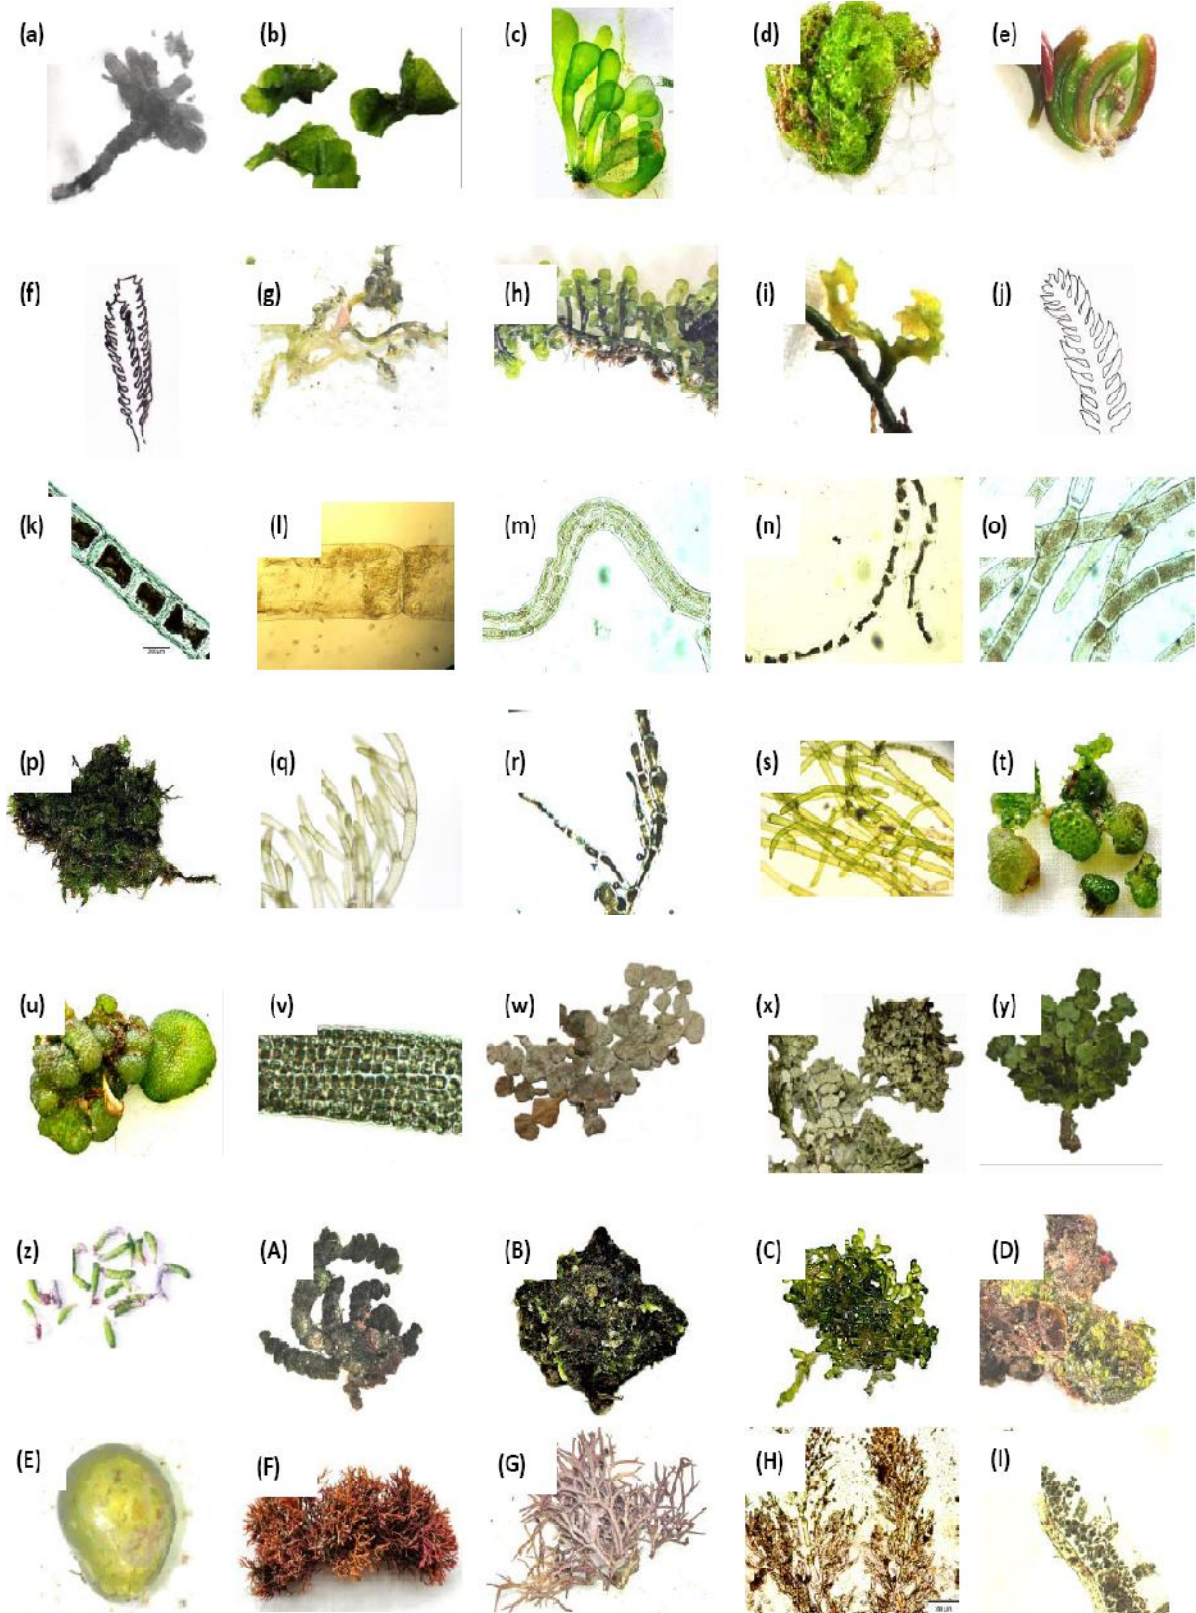 (a) (b) (c) (d) (e)
(f) (g) (h) (i) (j)
(k) (l) (m) (n) (o)
(p) (q) (r) (s) (t)
(u) (v) (w) (x) (y)
(z) (A) (B) (C) (D)
(E) (F) (G) (H) (I)